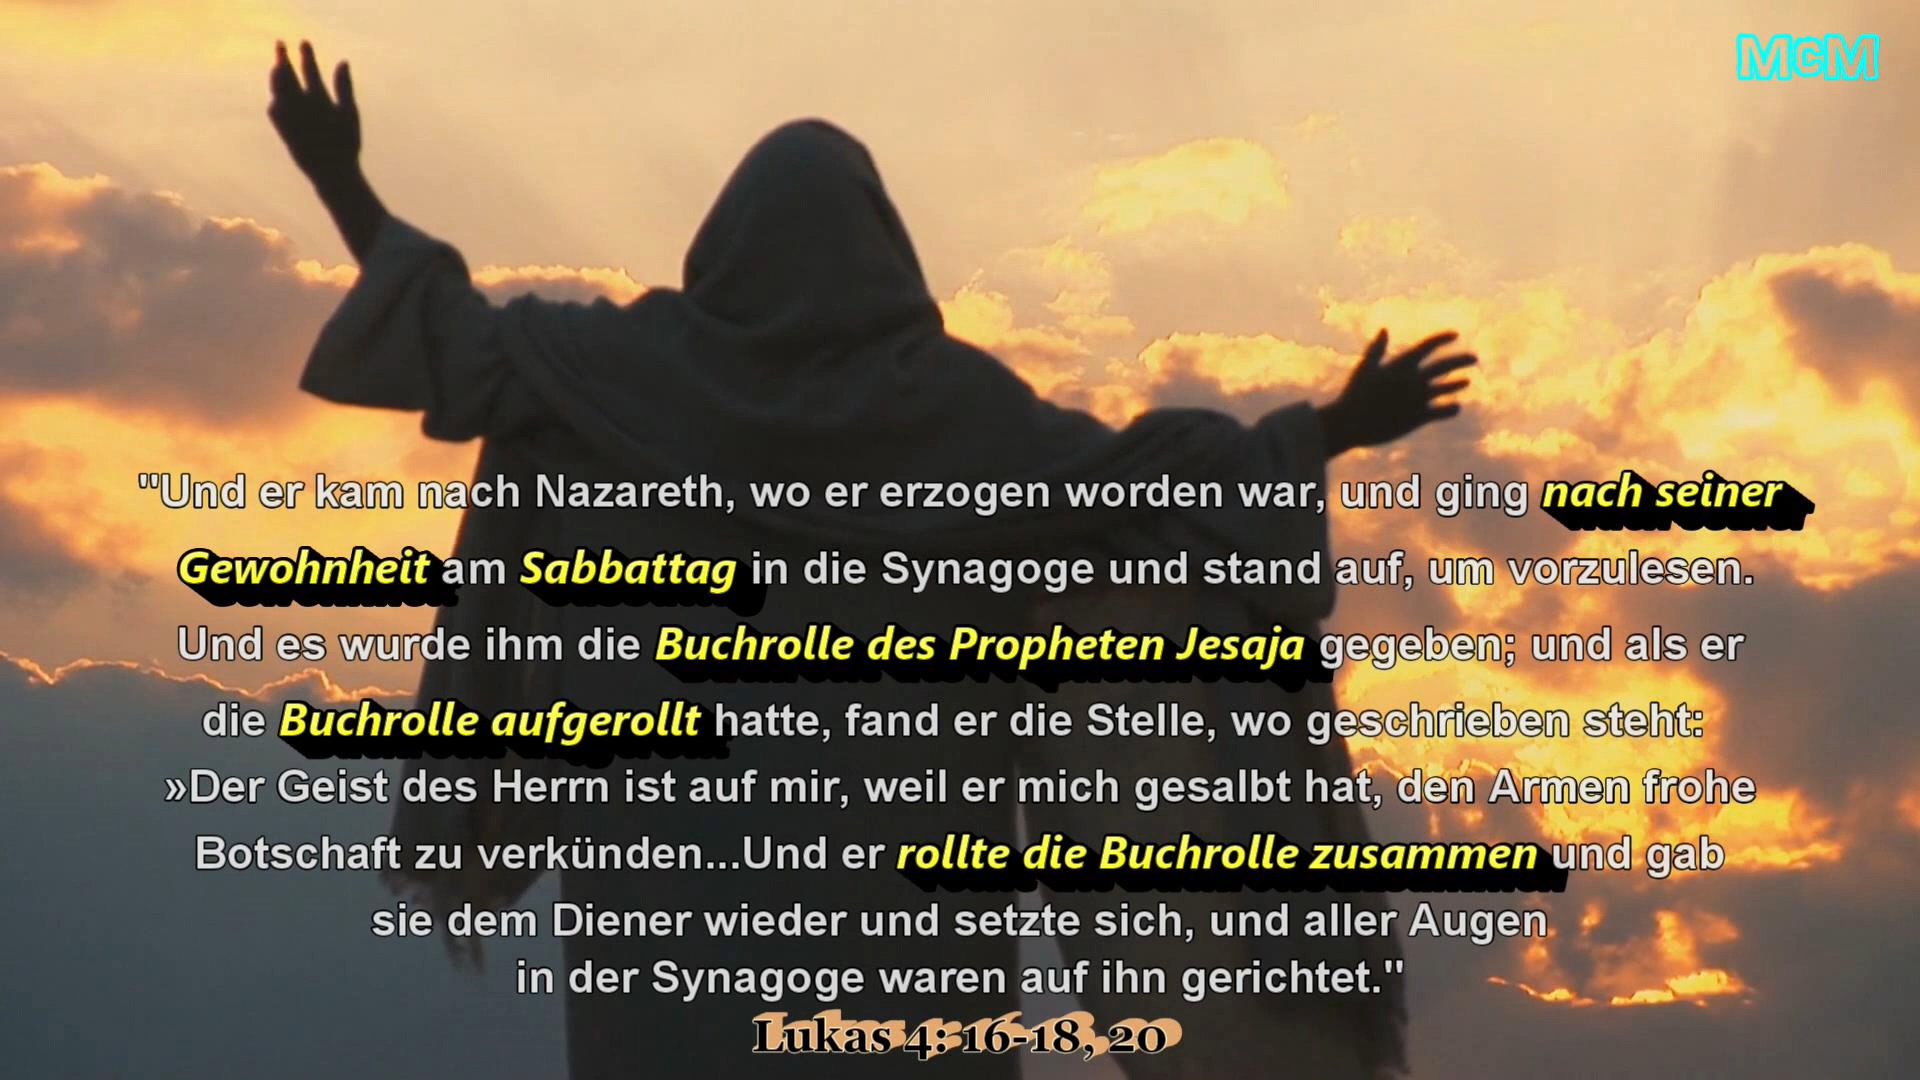 McM
"Und er kam nach Nazareth, wo er erzogen worden war, und ging nach seiner
Gewohnheit am Sabbattag in die Synagoge und stand auf, um vorzulesen.
Und es wurde ihm die Buchrolle des Propheten Jesaja gegeben; und als er
die Buchrolle aufgerollt hatte, fand er die Stelle, wo geschrieben steht:
»Der Geist des Herrn ist auf mir, weil er mich gesalbt hat, den Armen frohe
Botschaft zu verkünden...Und er rollte die Buchrolle zusammen und gab
sie dem Diener wieder und setzte sich, und aller Augen
in der Synagoge waren auf ihn gerichtet."
Lukas 4: 16-18, 20